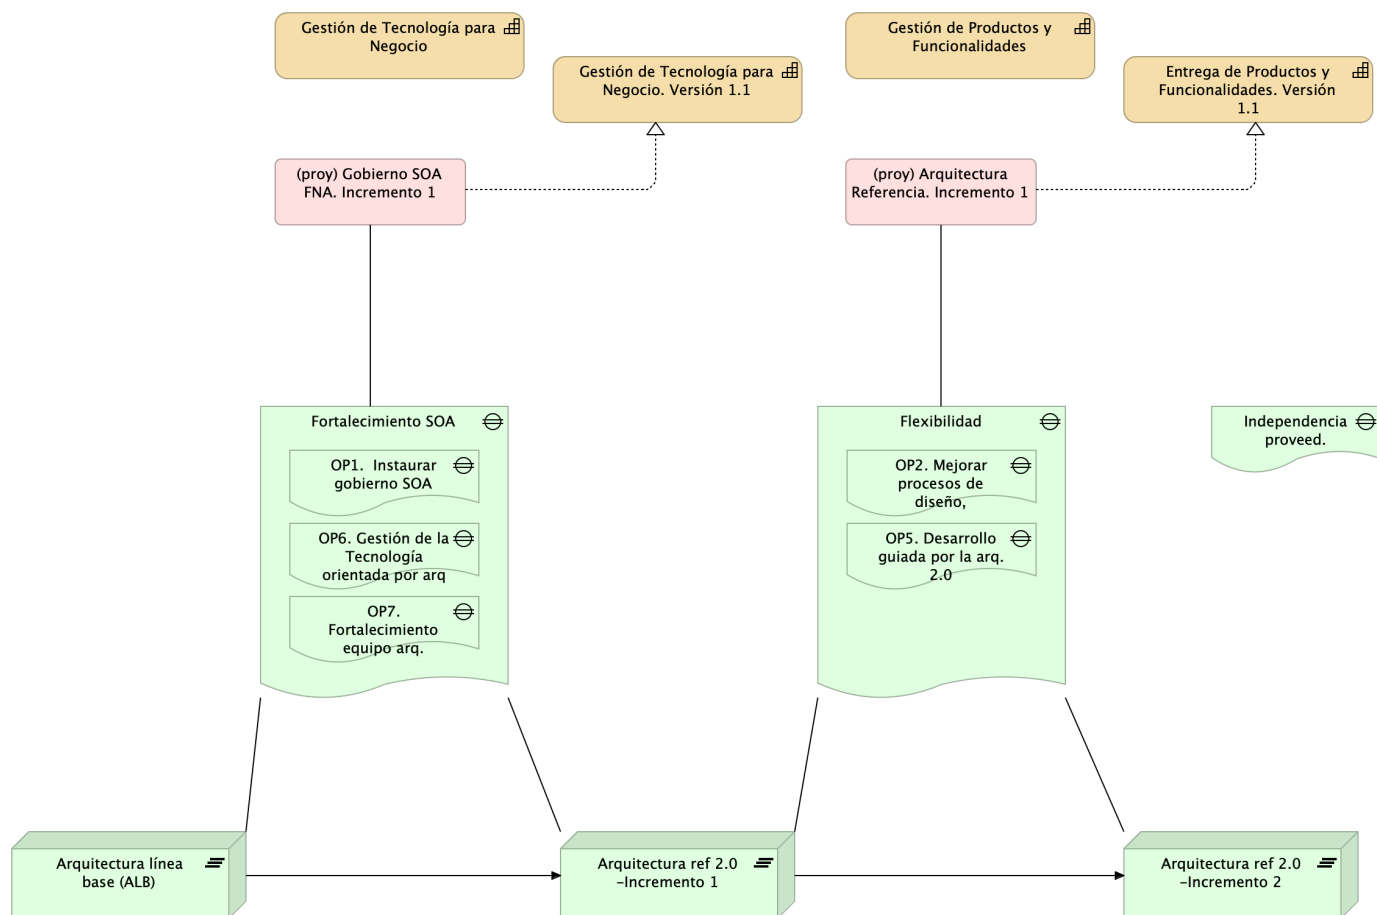 Gestión de Tecnología para
Negocio
Gestión de Productos y
Funcionalidades
Gestión de Tecnología para
Negocio. Versión 1.1
Entrega de Productos y
Funcionalidades. Versión
1.1
(proy) Gobierno SOA
FNA. Incremento 1
(proy) Arquitectura
Referencia. Incremento 1
Fortalecimiento SOA
OP1.  Instaurar
gobierno SOA
OP6. Gestión de la
Tecnología
orientada por arq
OP7.
Fortalecimiento
equipo arq.
Flexibilidad
OP2. Mejorar
procesos de
diseño,
OP5. Desarrollo
guiada por la arq.
2.0
Independencia
proveed.
Arquitectura línea
base (ALB)
Arquitectura ref 2.0
-Incremento 1
Arquitectura ref 2.0
-Incremento 2